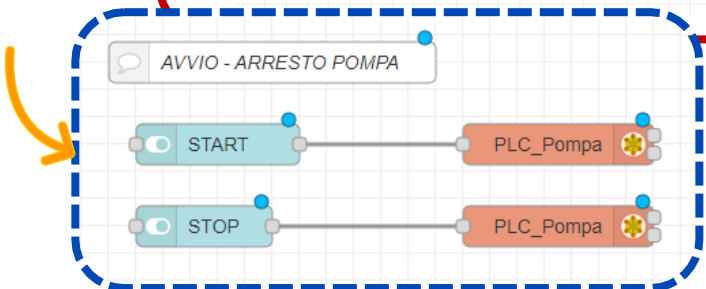 AVVIO - ARRESTO POMPA
START PLC_Pompa
STOP PLC_Pompa